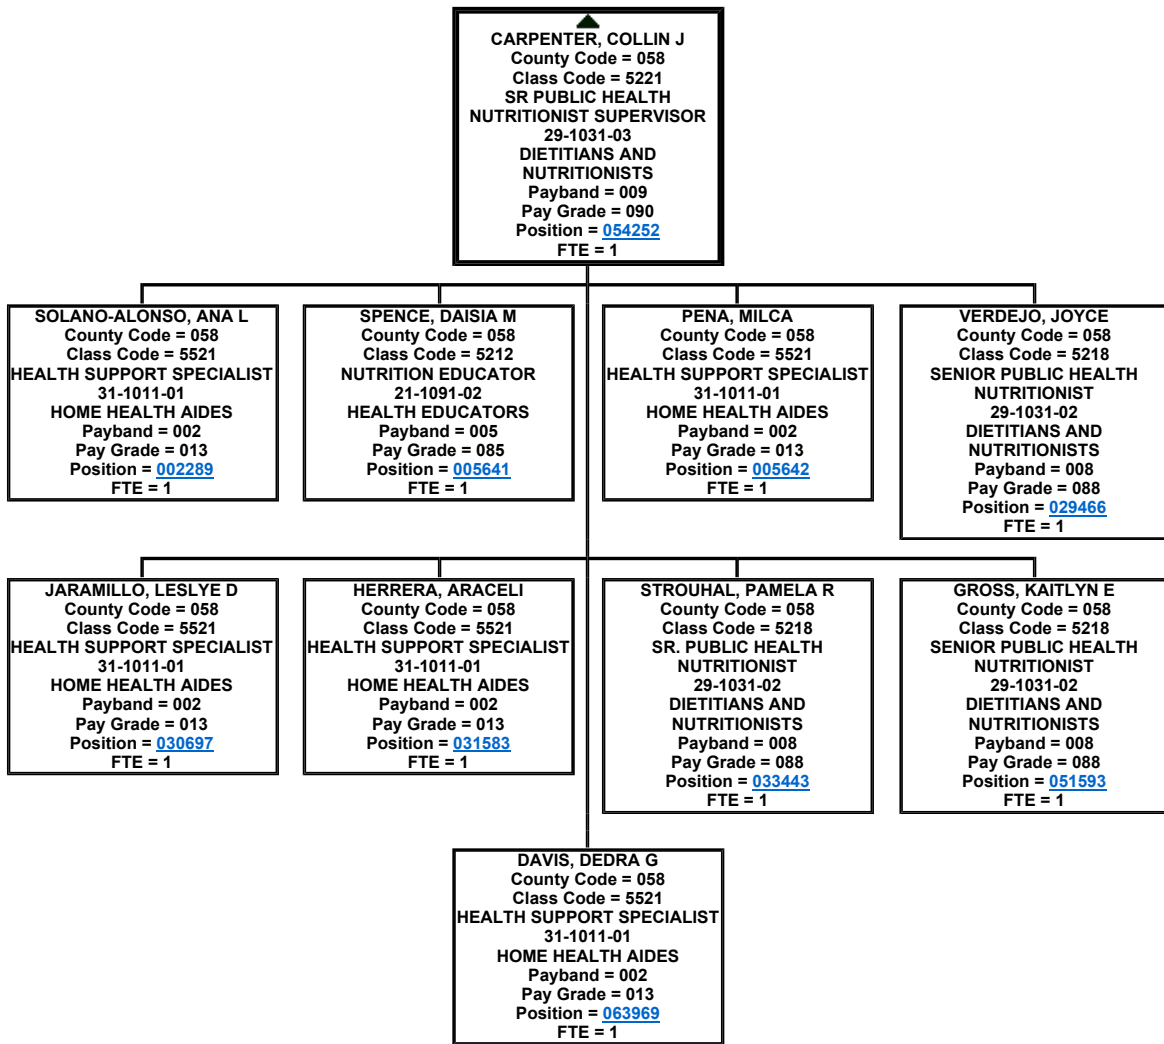 CARPENTER, COLLIN J
County Code = 058
Class Code = 5221
SR PUBLIC HEALTH
NUTRITIONIST SUPERVISOR
29-1031-03
DIETITIANS AND
NUTRITIONISTS
Payband = 009
Pay Grade = 090
Position = 054252
FTE = 1
SOLANO-ALONSO, ANA L
County Code = 058
Class Code = 5521
HEALTH SUPPORT SPECIALIST
31-1011-01
HOME HEALTH AIDES
Payband = 002
Pay Grade = 013
Position = 002289
FTE = 1
SPENCE, DAISIA M
County Code = 058
Class Code = 5212
NUTRITION EDUCATOR
21-1091-02
HEALTH EDUCATORS
Payband = 005
Pay Grade = 085
Position = 005641
FTE = 1
PENA, MILCA
County Code = 058
Class Code = 5521
HEALTH SUPPORT SPECIALIST
31-1011-01
HOME HEALTH AIDES
Payband = 002
Pay Grade = 013
Position = 005642
FTE = 1
VERDEJO, JOYCE
County Code = 058
Class Code = 5218
SENIOR PUBLIC HEALTH
NUTRITIONIST
29-1031-02
DIETITIANS AND
NUTRITIONISTS
Payband = 008
Pay Grade = 088
Position = 029466
FTE = 1
JARAMILLO, LESLYE D
County Code = 058
Class Code = 5521
HEALTH SUPPORT SPECIALIST
31-1011-01
HOME HEALTH AIDES
Payband = 002
Pay Grade = 013
Position = 030697
FTE = 1
HERRERA, ARACELI
County Code = 058
Class Code = 5521
HEALTH SUPPORT SPECIALIST
31-1011-01
HOME HEALTH AIDES
Payband = 002
Pay Grade = 013
Position = 031583
FTE = 1
STROUHAL, PAMELA R
County Code = 058
Class Code = 5218
SR. PUBLIC HEALTH
NUTRITIONIST
29-1031-02
DIETITIANS AND
NUTRITIONISTS
Payband = 008
Pay Grade = 088
Position = 033443
FTE = 1
GROSS, KAITLYN E
County Code = 058
Class Code = 5218
SENIOR PUBLIC HEALTH
NUTRITIONIST
29-1031-02
DIETITIANS AND
NUTRITIONISTS
Payband = 008
Pay Grade = 088
Position = 051593
FTE = 1
DAVIS, DEDRA G
County Code = 058
Class Code = 5521
HEALTH SUPPORT SPECIALIST
31-1011-01
HOME HEALTH AIDES
Payband = 002
Pay Grade = 013
Position = 063969
FTE = 1